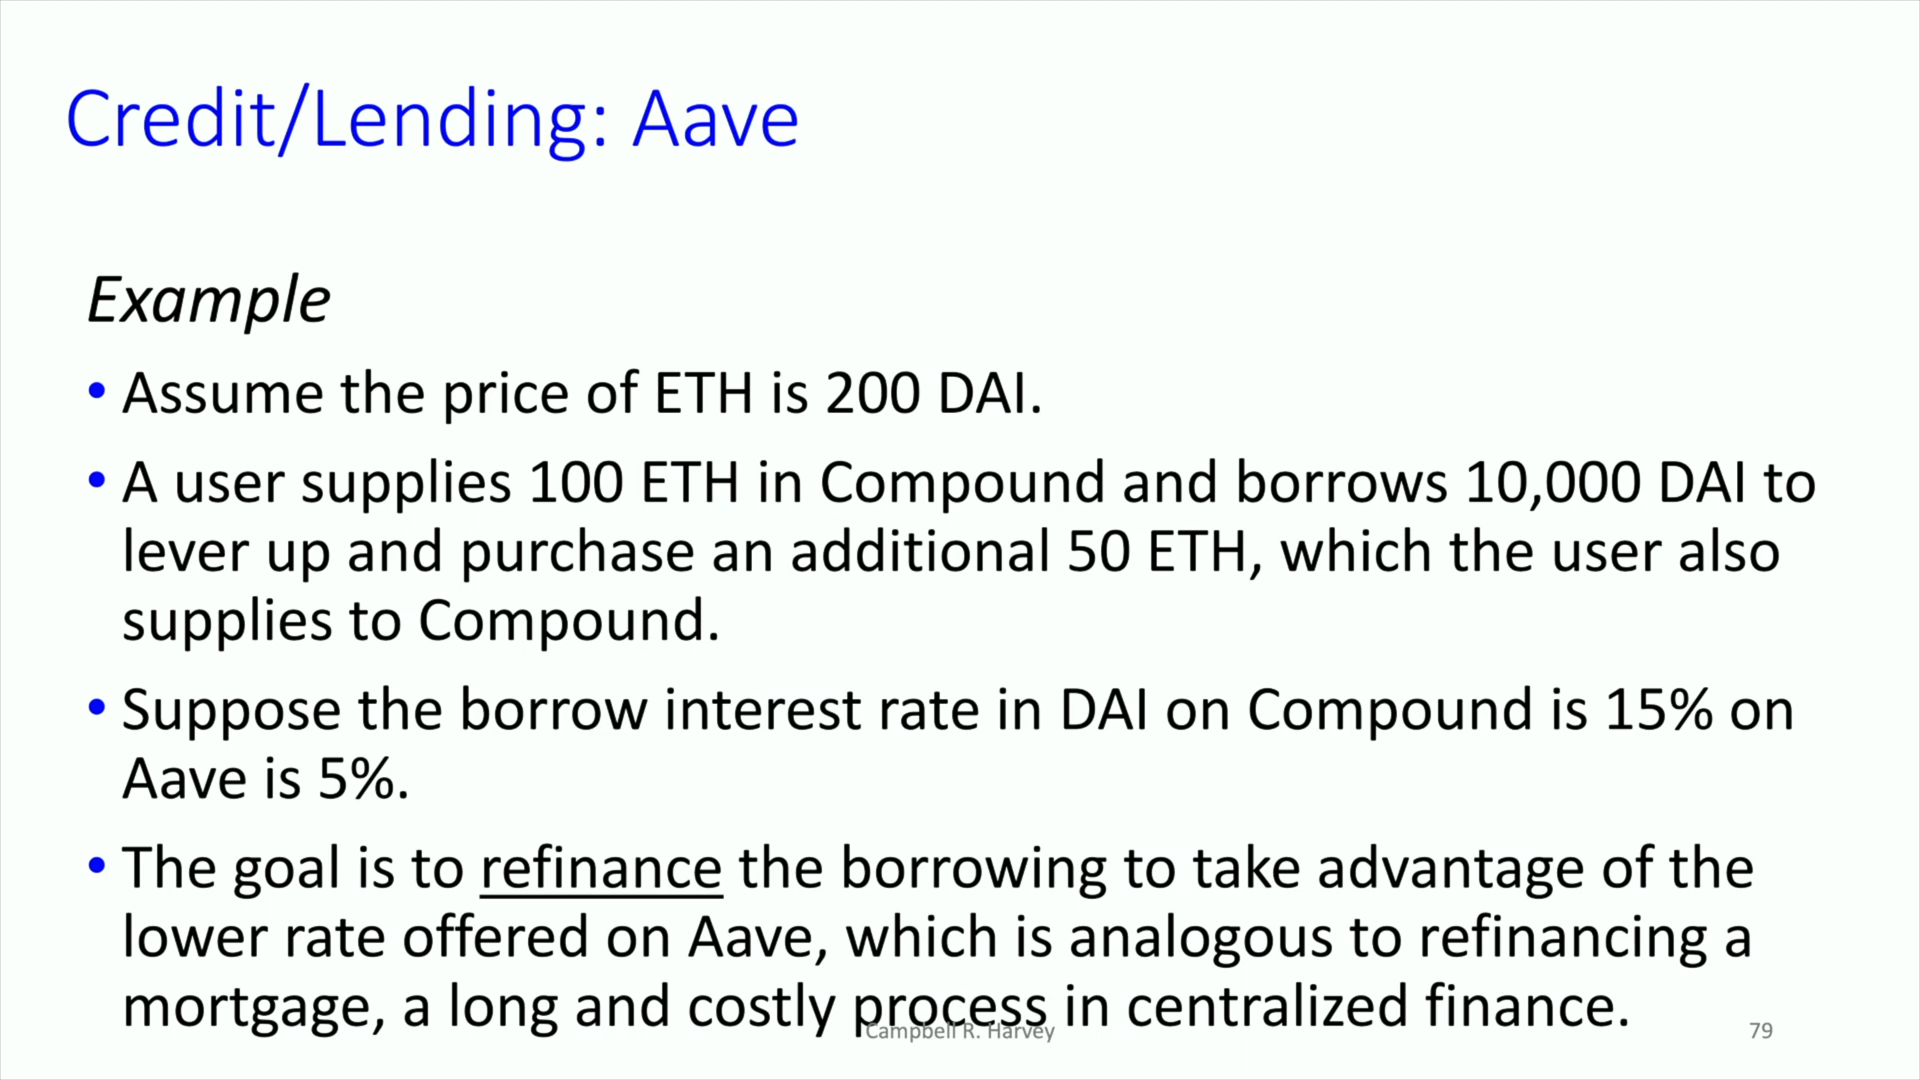 Credit/Lending: Aave
Example
• Assume the price of ETH is 200 DAI.
• A user supplies 100 ETH in Compound and borrows 10,000 DAI to
lever up and purchase an additional 50 ETH, which the user also
supplies to Compound.
• Suppose the borrow interest rate in DAI on Compound is 15% on
Aave is 5%.
• The goal is to refinance the borrowing to take advantage of the
lower rate offered on Aave, which is analogous to refinancing a
mortgage, a long and costly process in centralized finance.
Campbell R. Harvey
79